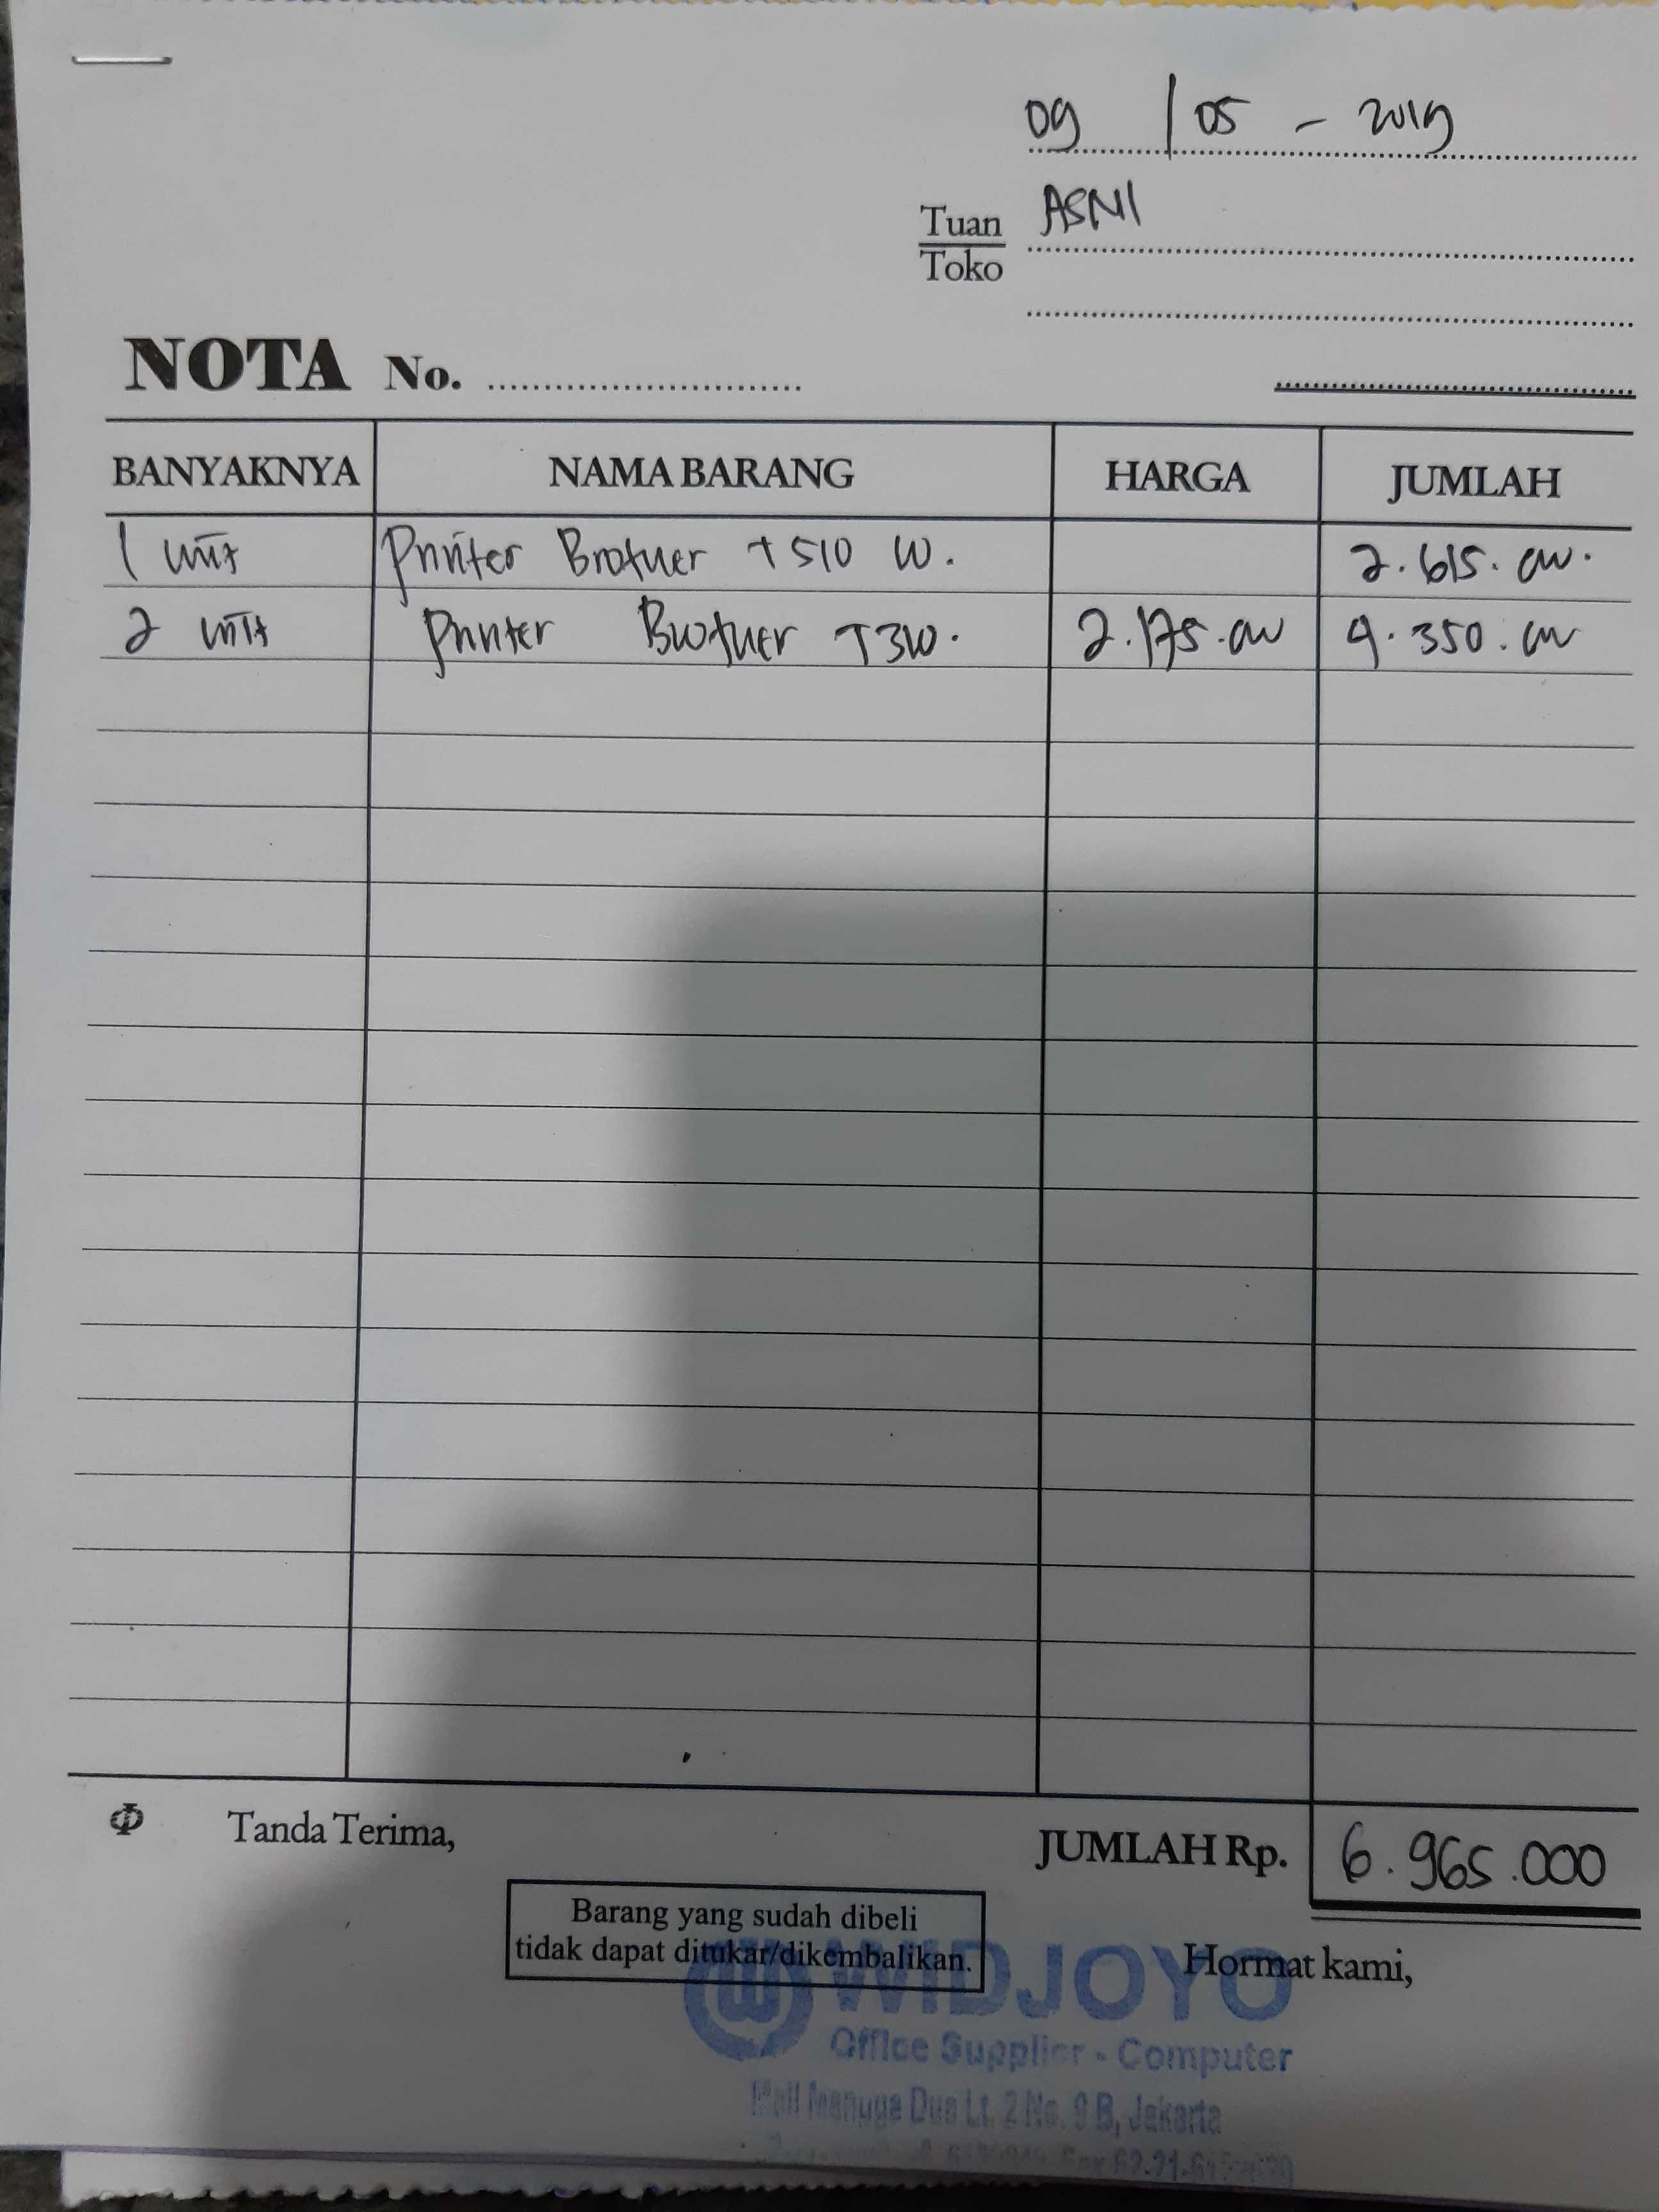 09 / 05 - 2019
Tuan ASNI
Toko
NOTA No.
BANYAKNYA NAMA BARANG HARGA JUMLAH
1 unit Printer Brother T510 W. 2.615.000
2 unit Printer Brother T310. 2.175.000 4.350.000
Tanda Terima, JUMLAH Rp. 6.965.000
Barang yang sudah dibeli
tidak dapat ditukar/dikembalikan.
Hormat kami,
WIDJOYO
Office Supplier - Computer
Mall Mangga Dua Lt. 2 No. 9 B, Jakarta